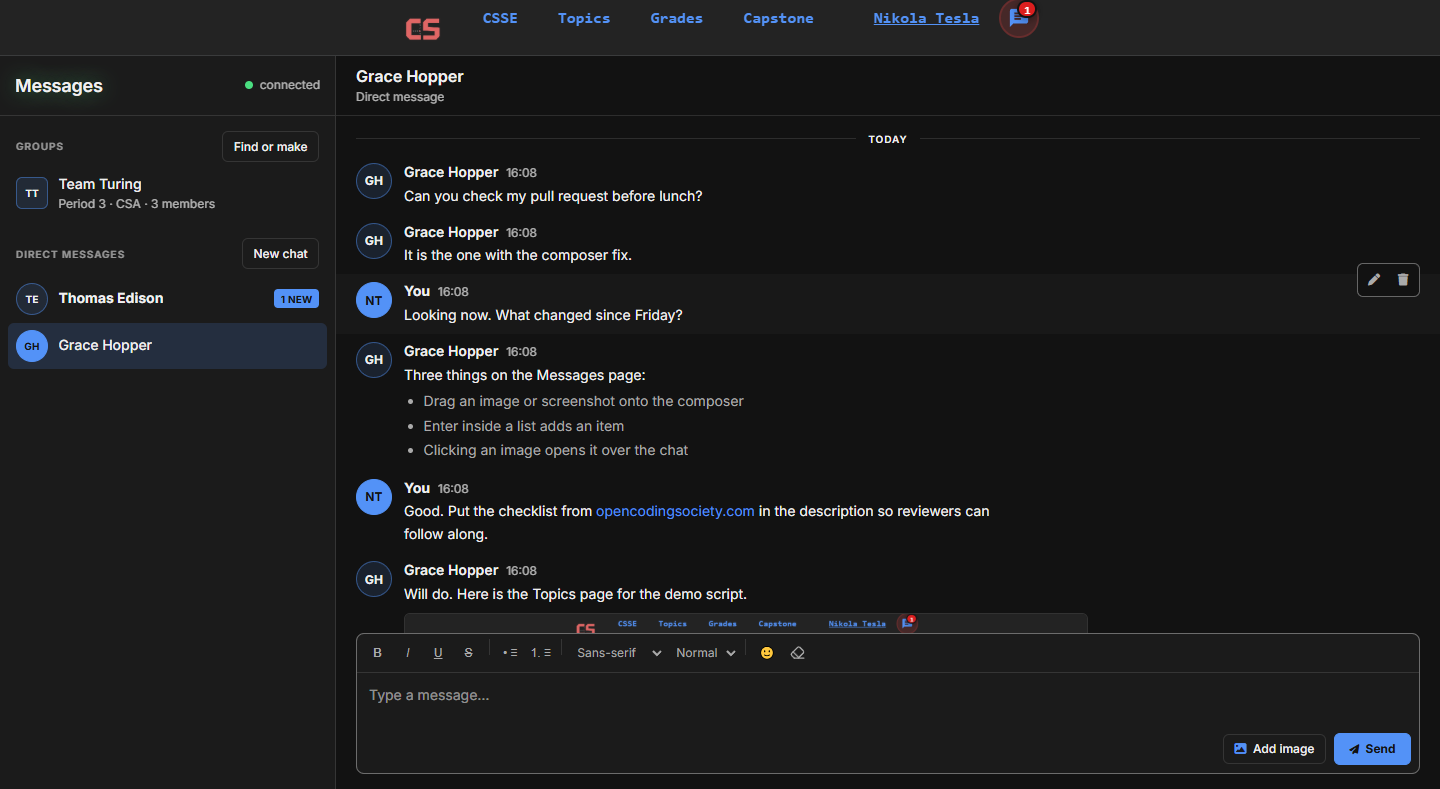 CS
CSSE Topics Grades Capstone Nikola Tesla 1
Messages
connected
GROUPS
Find or make
TT
Team Turing
Period 3 · CSA · 3 members
DIRECT MESSAGES
New chat
TE
Thomas Edison
1 NEW
GH
Grace Hopper
Grace Hopper
Direct message
TODAY
GH
Grace Hopper 16:08
Can you check my pull request before lunch?
GH
Grace Hopper 16:08
It is the one with the composer fix.
NT
You 16:08
Looking now. What changed since Friday?
GH
Grace Hopper 16:08
Three things on the Messages page:
• Drag an image or screenshot onto the composer
• Enter inside a list adds an item
• Clicking an image opens it over the chat
NT
You 16:08
Good. Put the checklist from opencodingsociety.com in the description so reviewers can
follow along.
GH
Grace Hopper 16:08
Will do. Here is the Topics page for the demo script.
CS CSSE Topics Grades Capstone Nikola Tesla 1
B I U S 1. Sans-serif Normal
Type a message...
Add image
Send